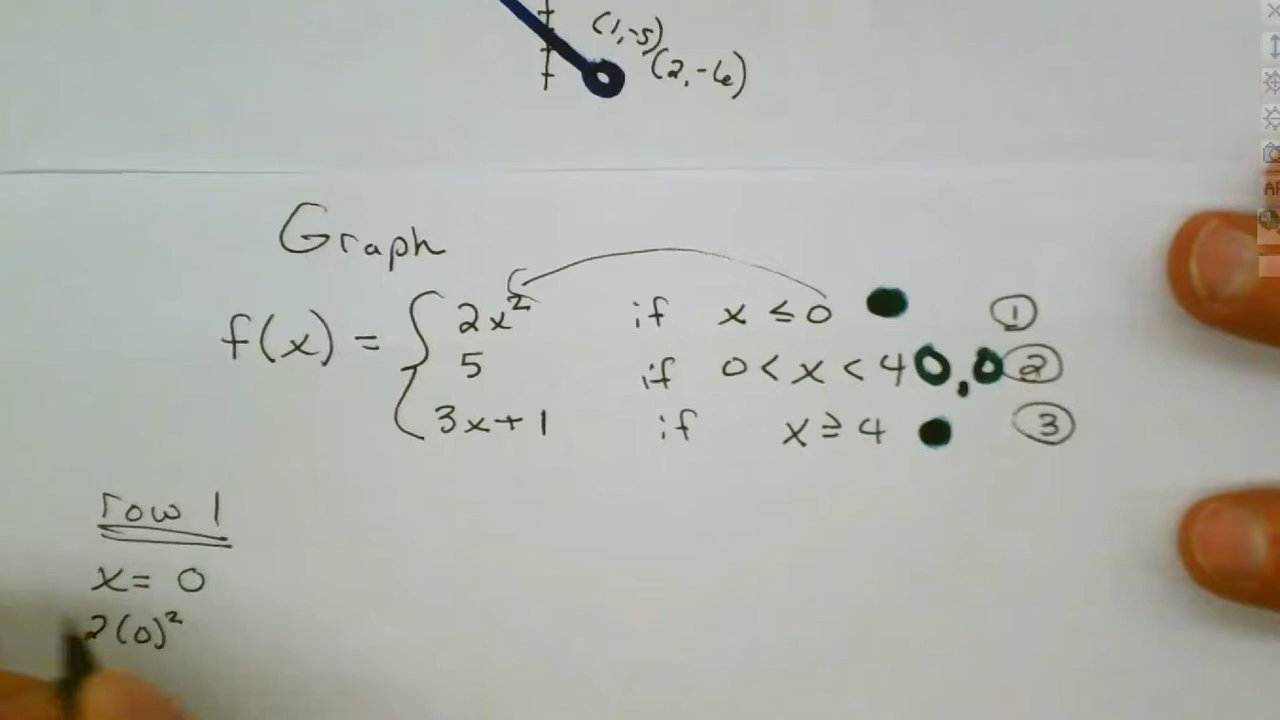 (1,-5)
(2,-6)
Graph
f(x) = { 2x² if x ≤ 0 ①
5 if 0 < x < 4 , ②
3x+1 if x ≥ 4 ③
row 1
x = 0
2(0)²